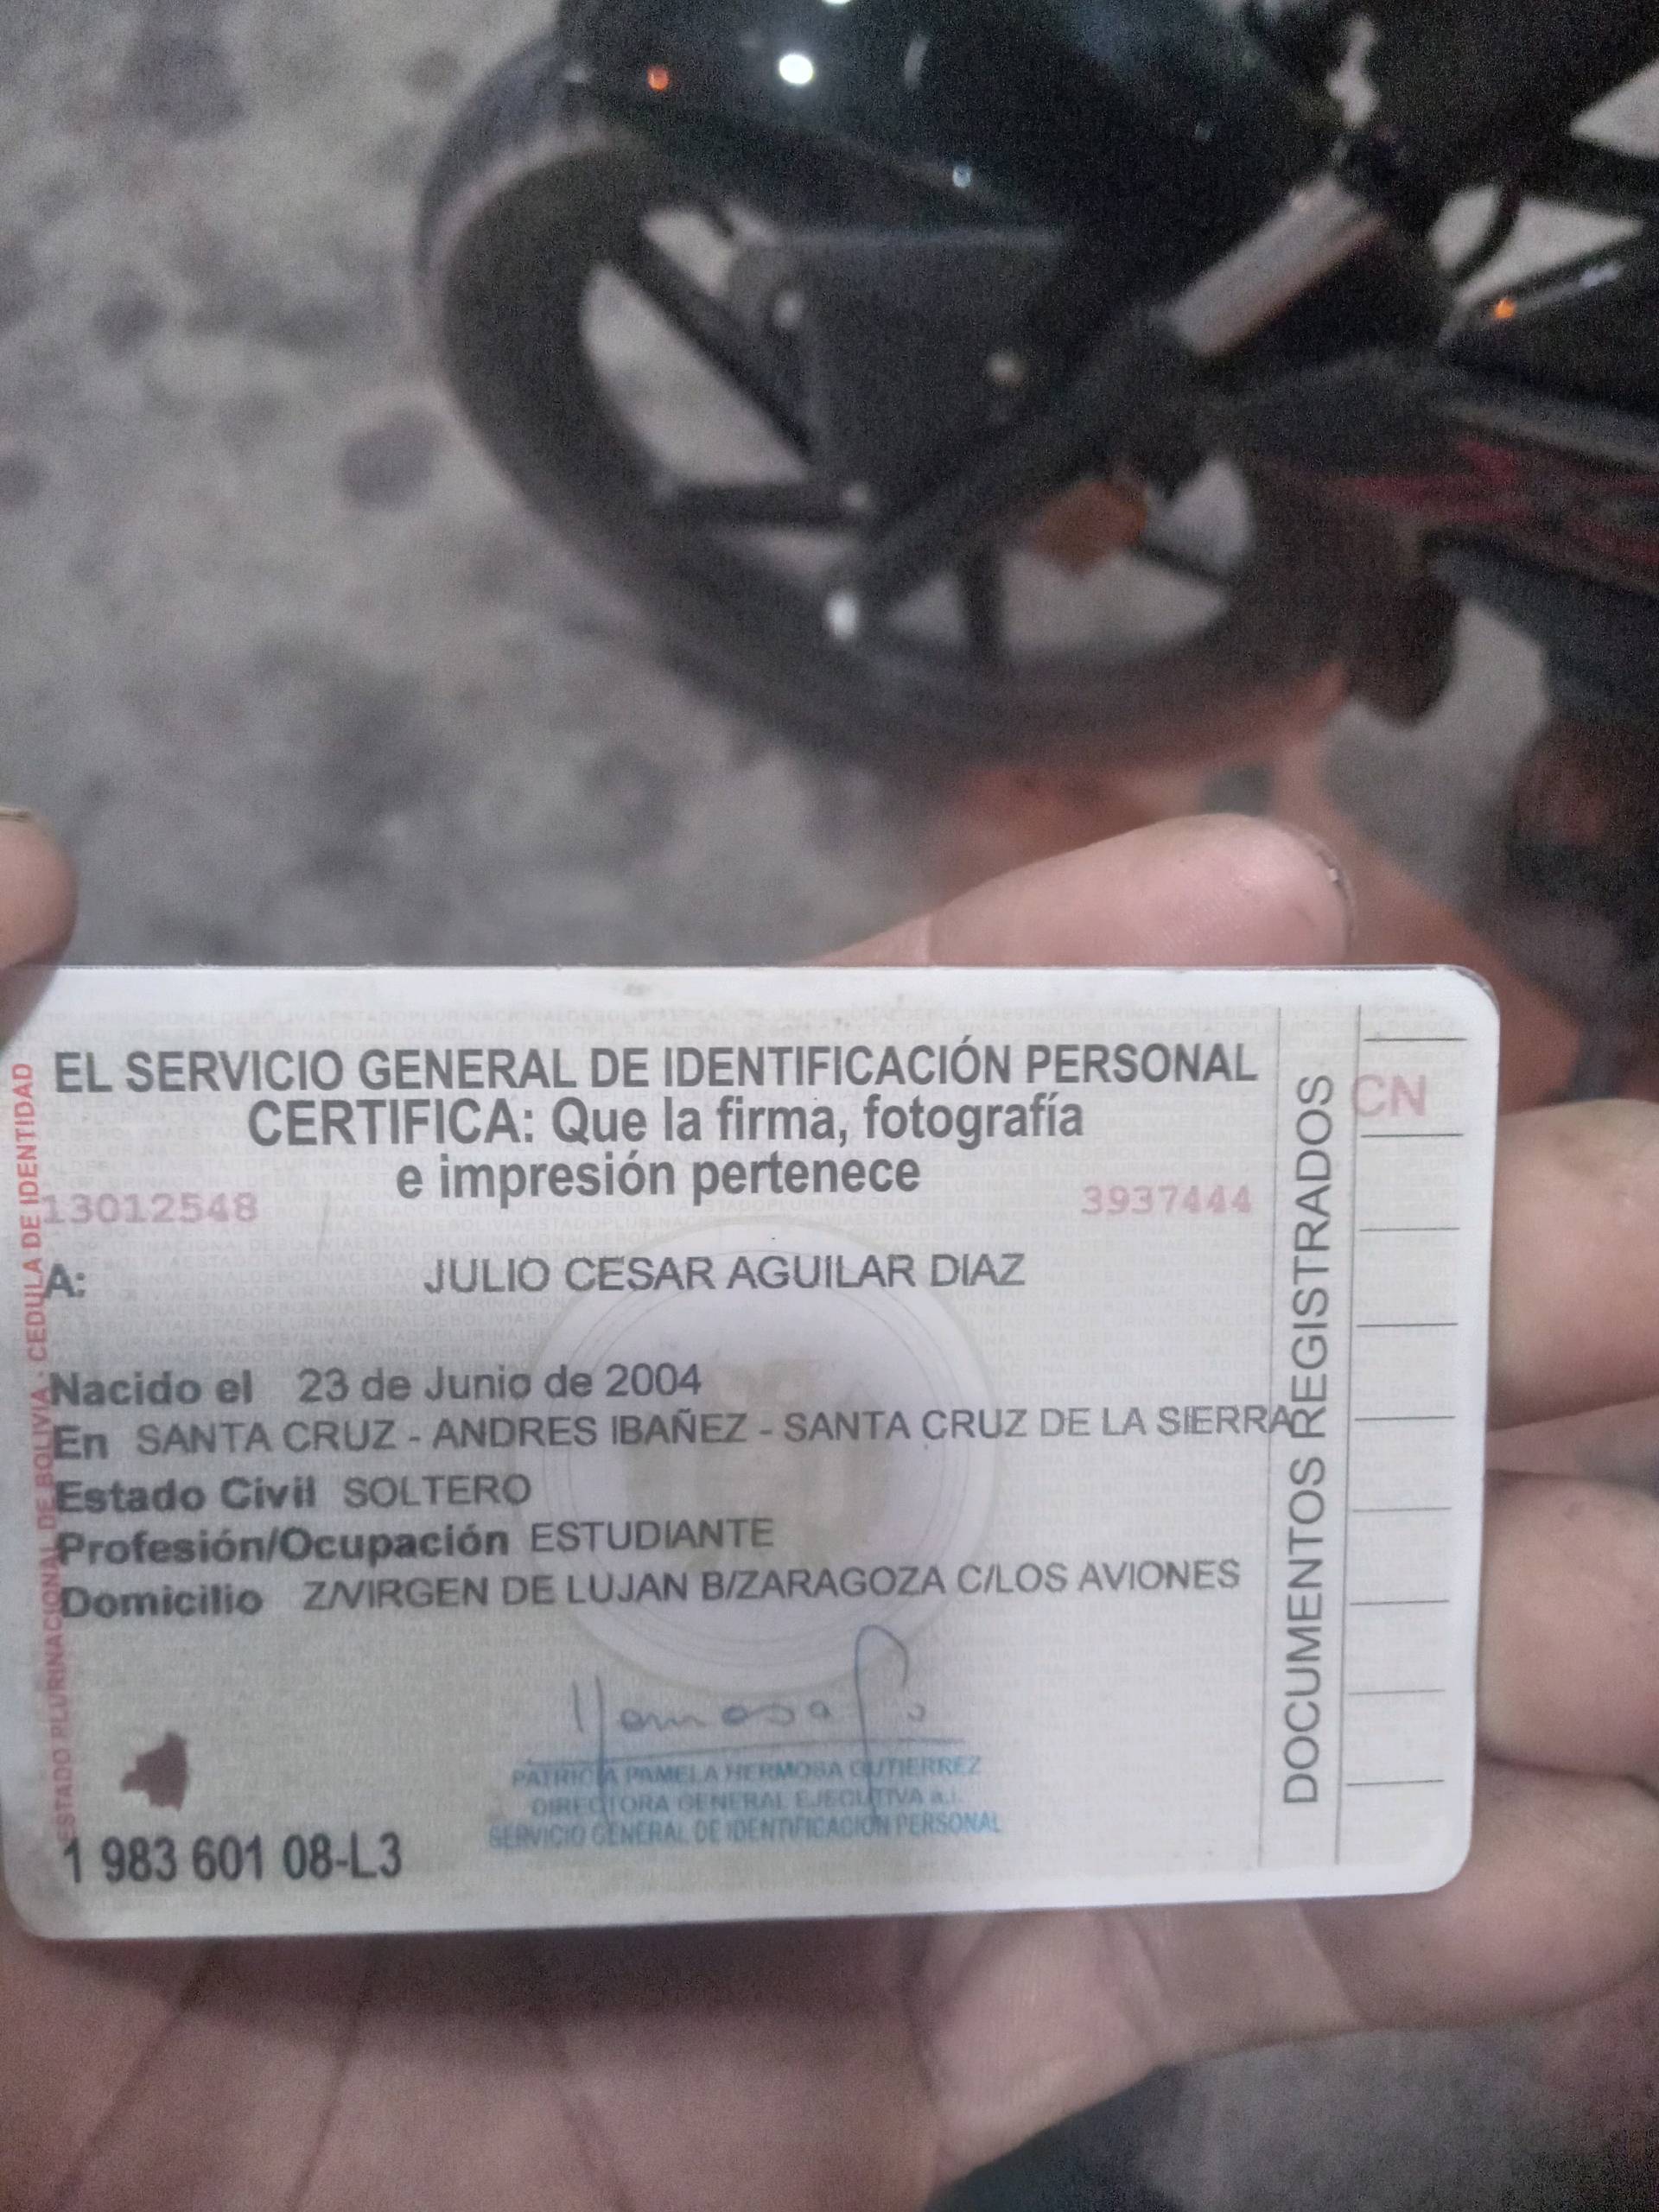 EL SERVICIO GENERAL DE IDENTIFICACIÓN PERSONAL
CERTIFICA: Que la firma, fotografía
e impresión pertenece
13012548
3937444
A: JULIO CESAR AGUILAR DIAZ
Nacido el 23 de Junio de 2004
En SANTA CRUZ - ANDRES IBAÑEZ - SANTA CRUZ DE LA SIERRA
Estado Civil SOLTERO
Profesión/Ocupación ESTUDIANTE
Domicilio Z/VIRGEN DE LUJAN B/ZARAGOZA C/LOS AVIONES
PATRICIA PAMELA HERMOSA GUTIERREZ
DIRECTORA GENERAL EJECUTIVA a.i.
SERVICIO GENERAL DE IDENTIFICACIÓN PERSONAL
1 983 601 08-L3
ESTADO PLURINACIONAL DE BOLIVIA - CEDULA DE IDENTIDAD
DOCUMENTOS REGISTRADOS
CN